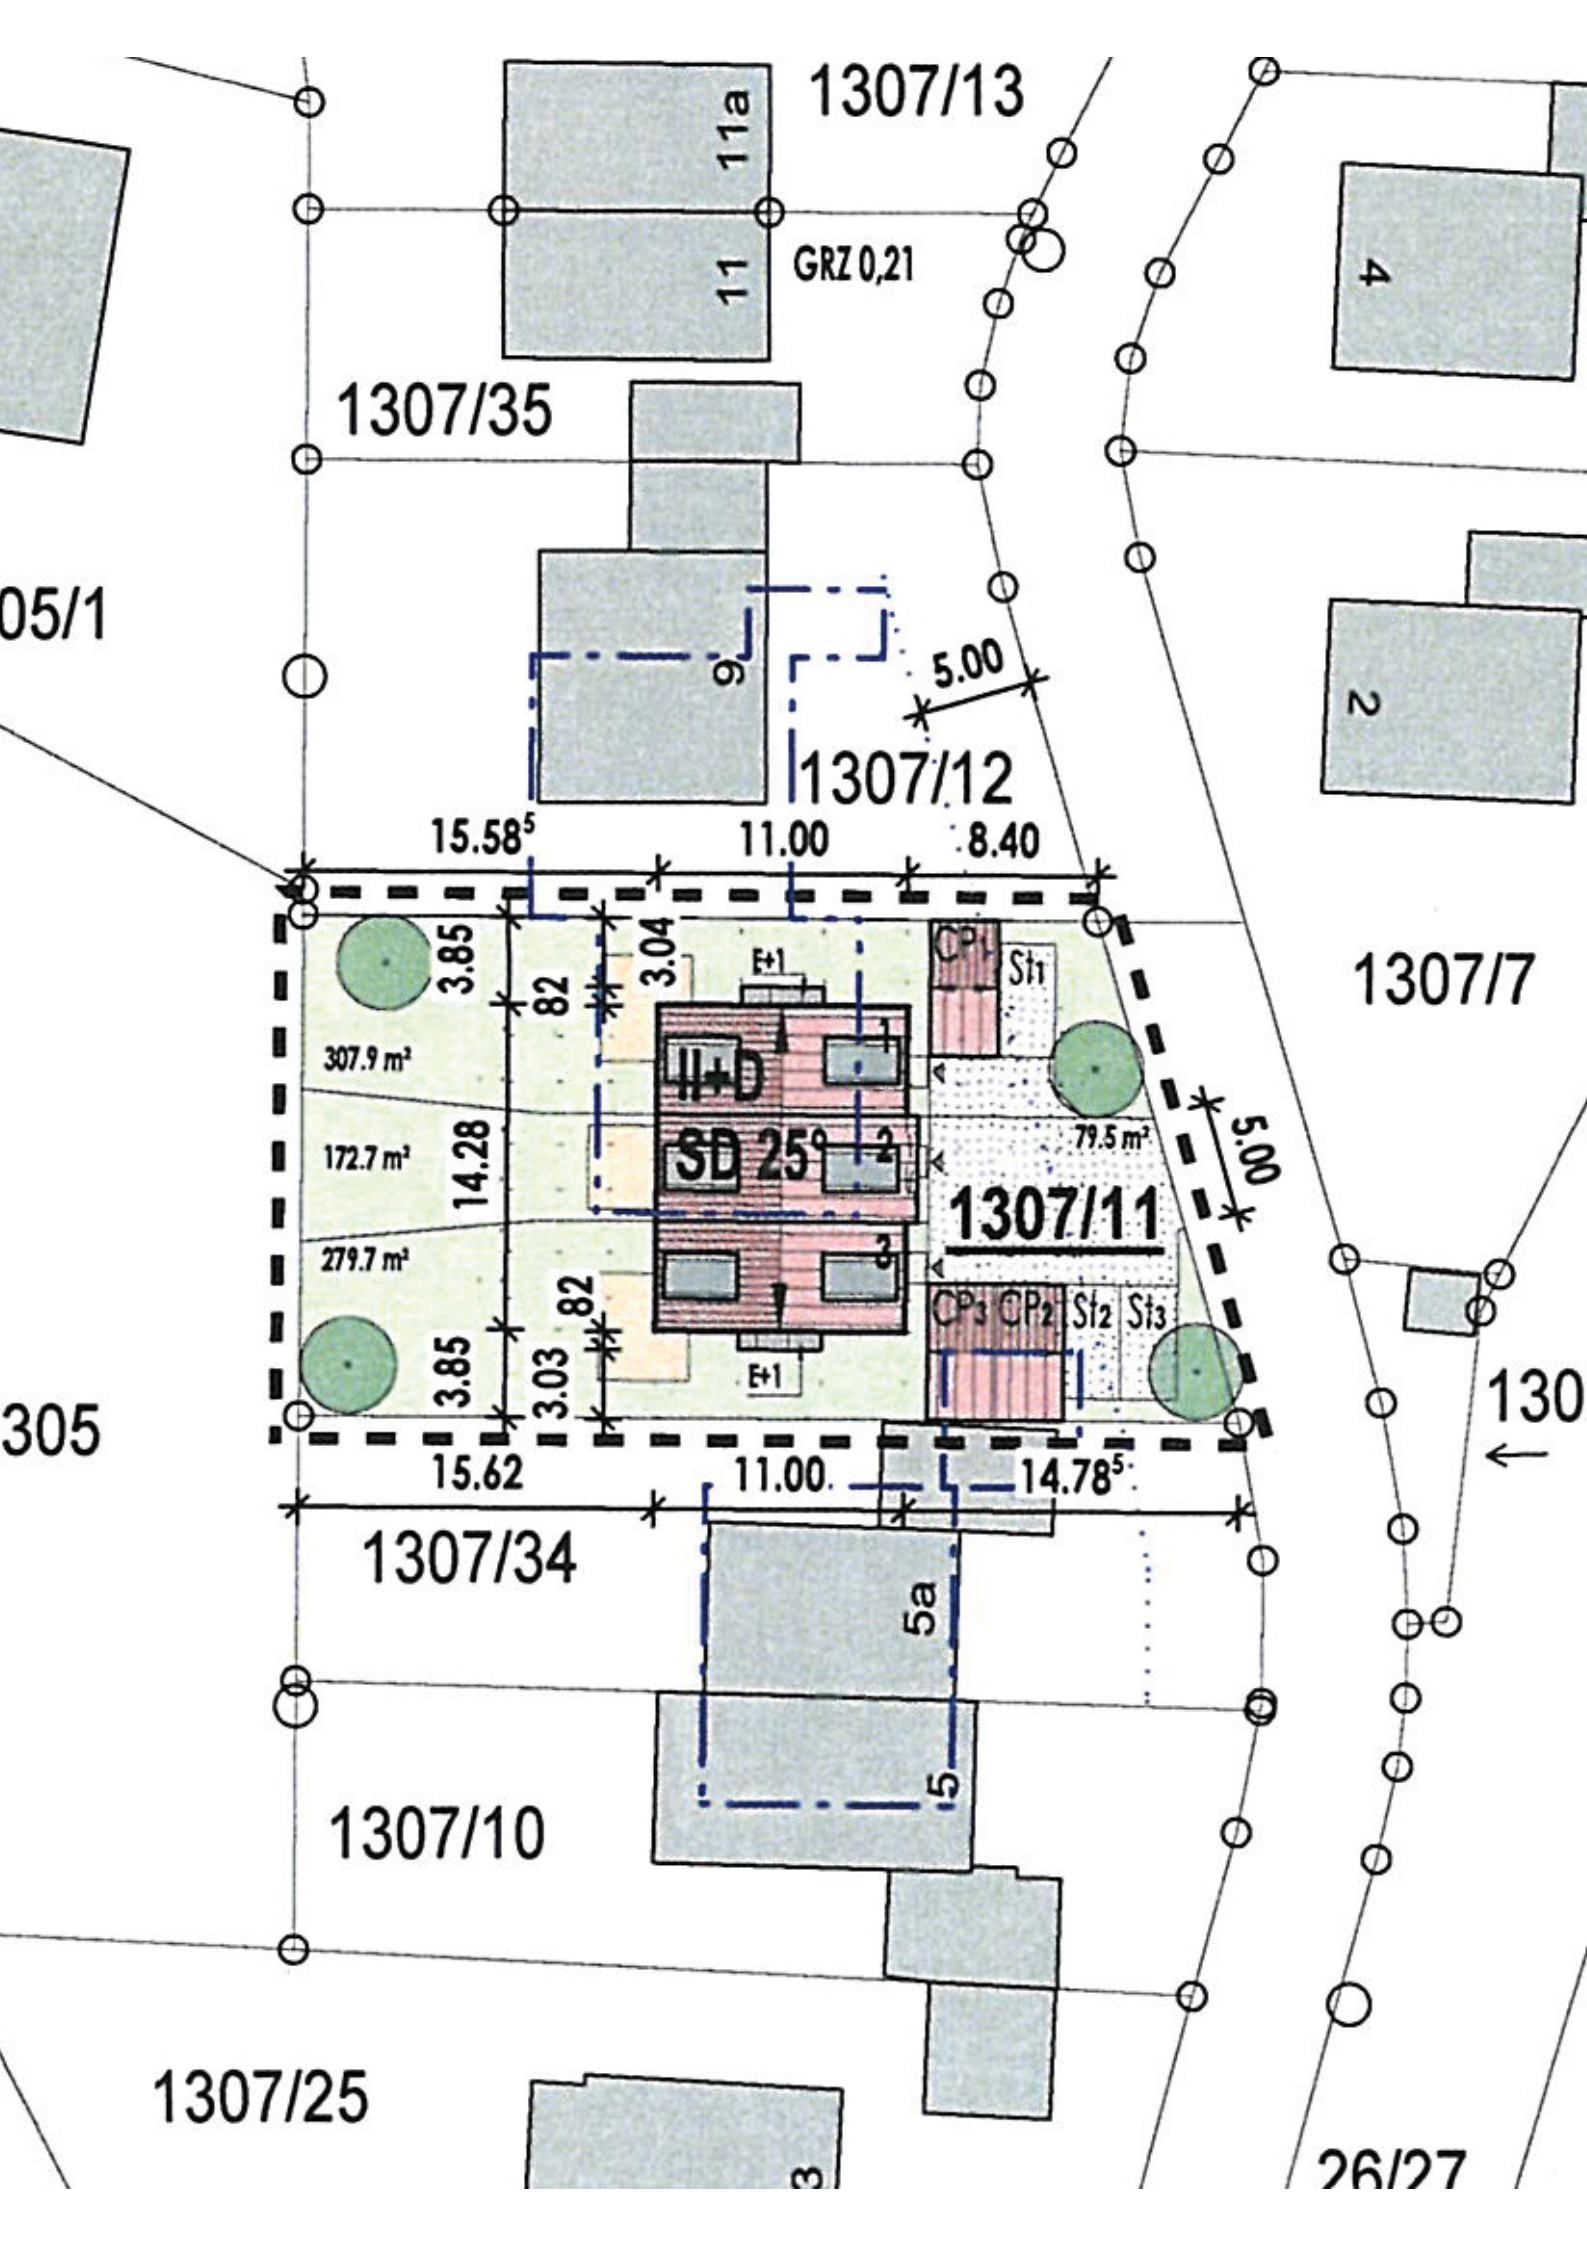 1307/13
11a
11
GRZ 0,21
4
1307/35
05/1
9
5.00
2
1307/12
15.58⁵
11.00
8.40
3.85
82
3.04
E+1
CP1
St1
1307/7
307.9 m²
II+D
1
172.7 m²
14.28
SD 25°
2
79.5 m²
5.00
1307/11
279.7 m²
3
82
CP3
CP2
St2
St3
3.85
3.03
E+1
305
130
15.62
11.00
14.78⁵
1307/34
5a
5
1307/10
1307/25
3
26/27